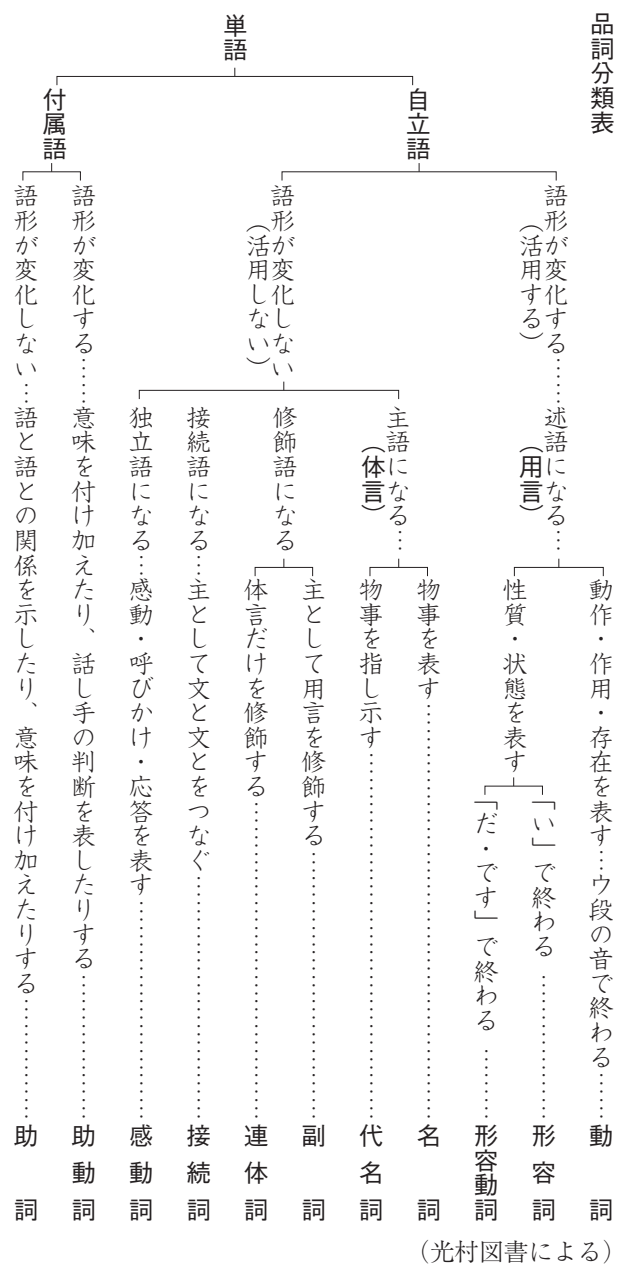 品詞分類表
単語
自立語
語形が変化する……述語になる…
(活用する)
(用言)
動作・作用・存在を表す…ウ段の音で終わる……動詞
性質・状態を表す
「い」で終わる…………形容詞
「だ・です」で終わる………形容動詞
語形が変化しない
(活用しない)
主語になる…
(体言)
物事を表す……………………………名詞
物事を指し示す……………………………代名詞
修飾語になる
主として用言を修飾する……………………副詞
体言だけを修飾する……………………連体詞
接続語になる…主として文と文とをつなぐ……………………接続詞
独立語になる…感動・呼びかけ・応答を表す……………………感動詞
付属語
語形が変化する……意味を付け加えたり、話し手の判断を表したりする…………助動詞
語形が変化しない…語と語との関係を示したり、意味を付け加えたりする…………助詞
(光村図書による)